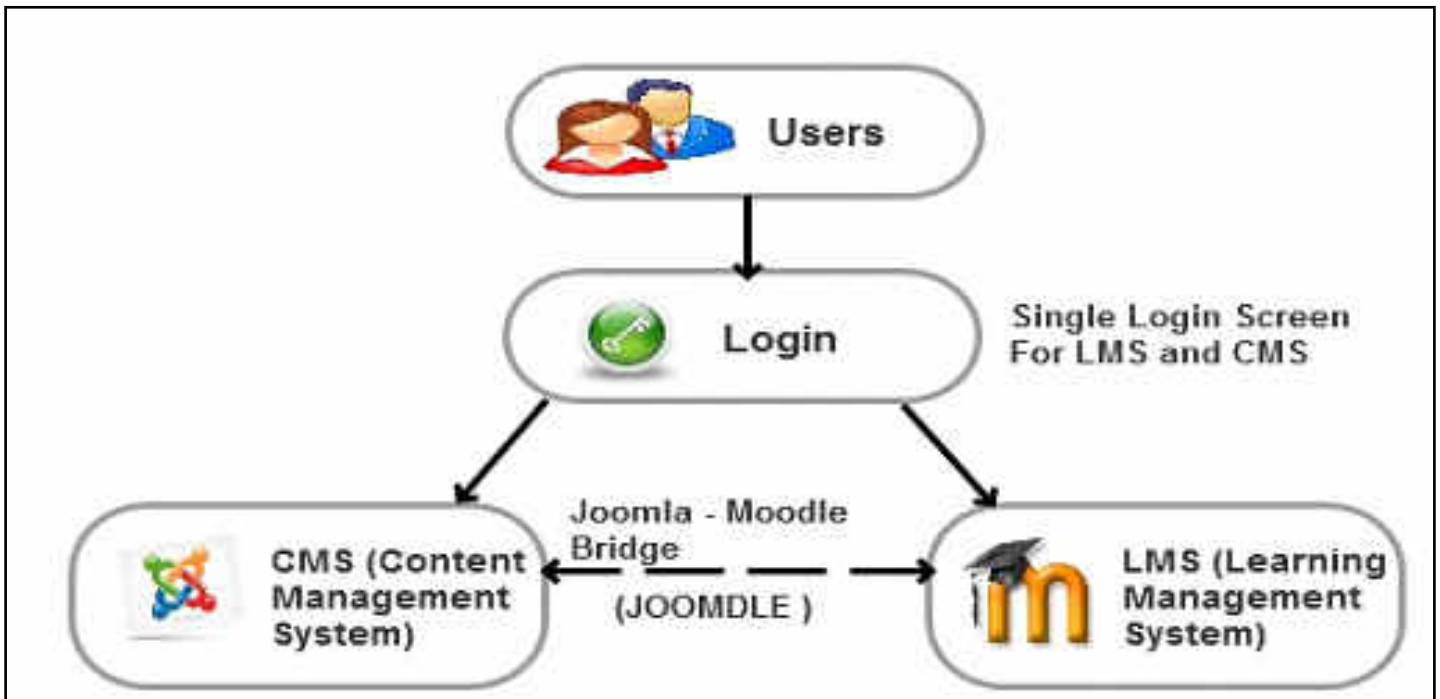 Users
Login
Single Login Screen
For LMS and CMS
Joomla - Moodle
Bridge
(JOOMDLE )
CMS (Content
Management
System)
LMS (Learning
Management
System)